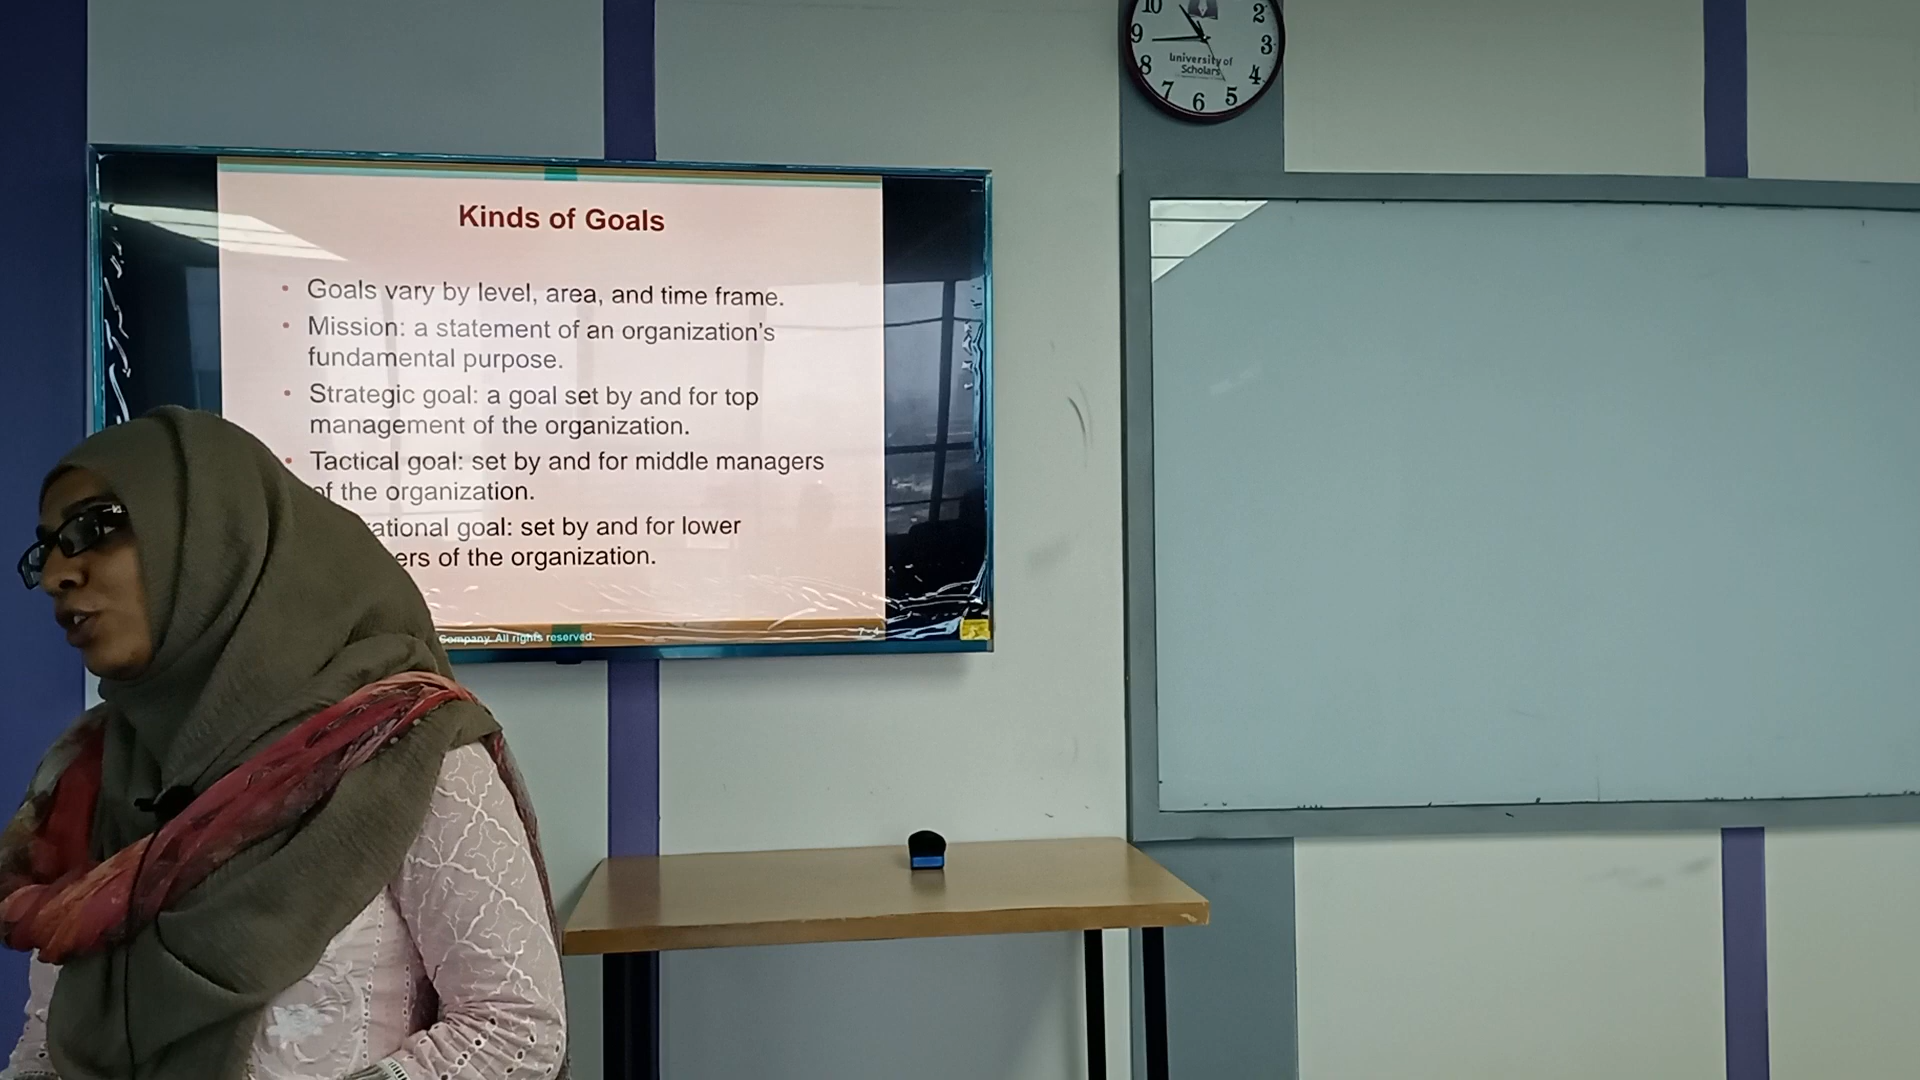 10
2
9
3
University of
Scholars
8
4
7
6
5
Kinds of Goals
• Goals vary by level, area, and time frame.
• Mission: a statement of an organization's
fundamental purpose.
• Strategic goal: a goal set by and for top
management of the organization.
• Tactical goal: set by and for middle managers
of the organization.
goal: set by and for lower
of the organization.
Company. All rights reserved.